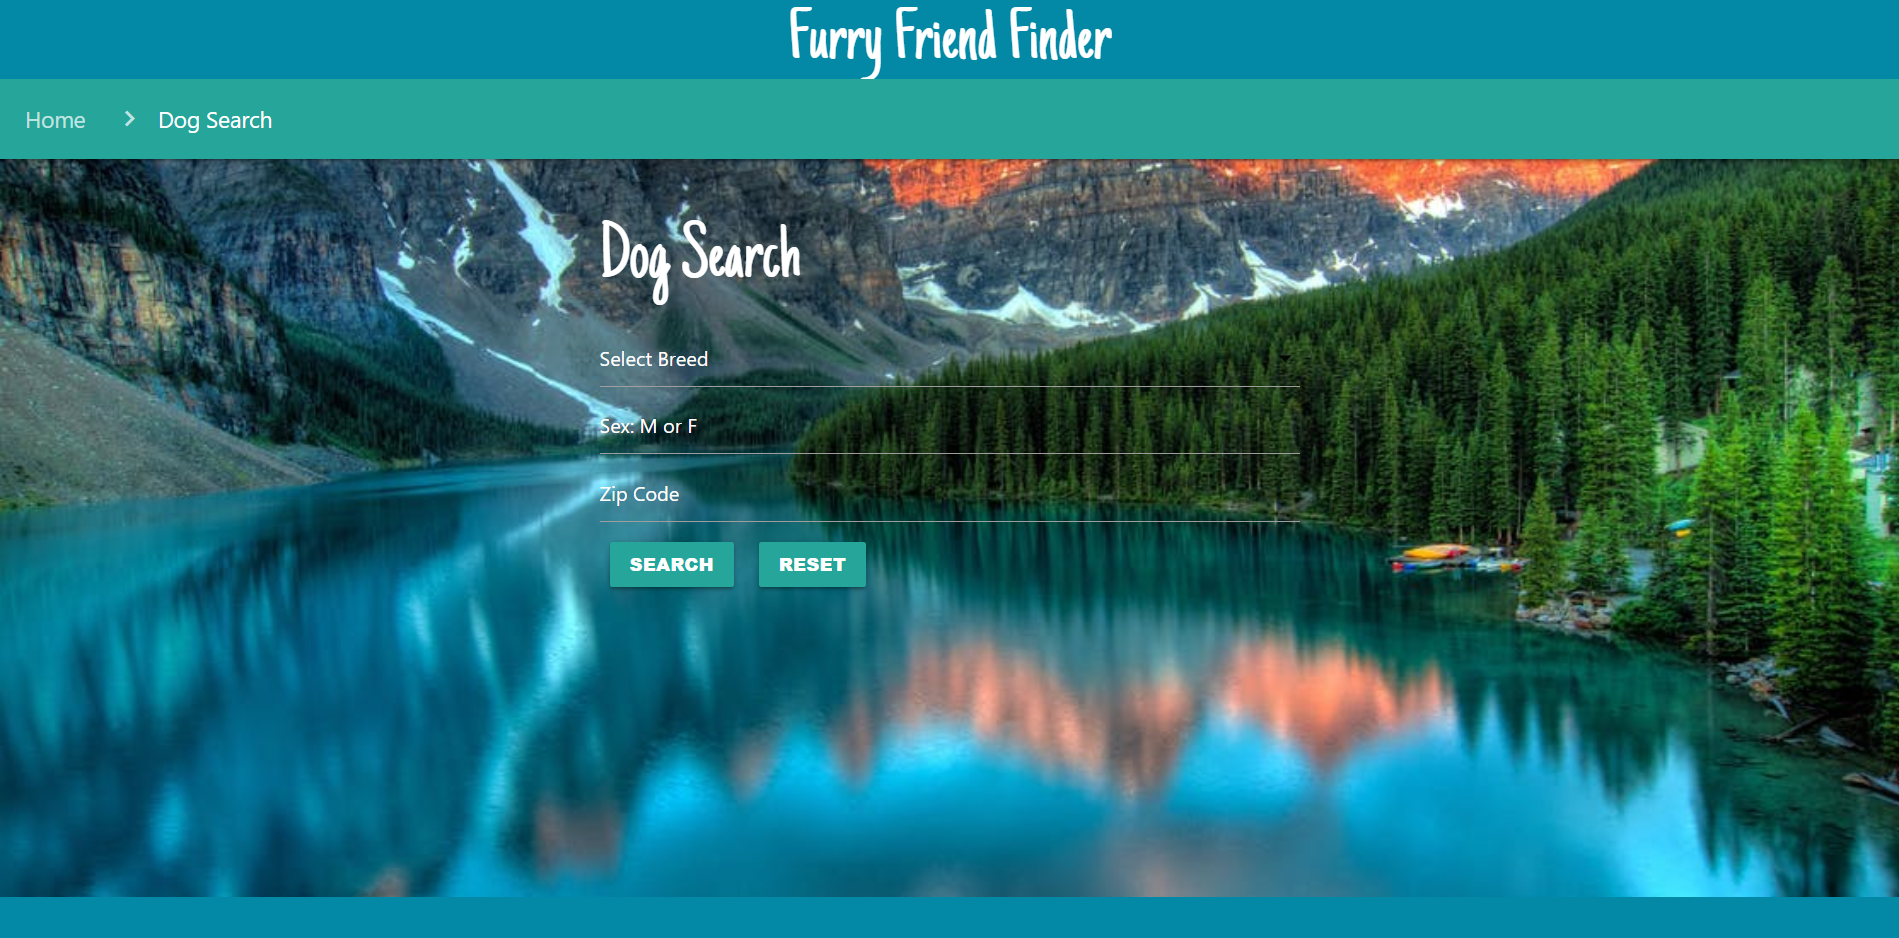 Furry Friend Finder
Home > Dog Search
Dog Search
Select Breed
Sex: M or F
Zip Code
SEARCH RESET